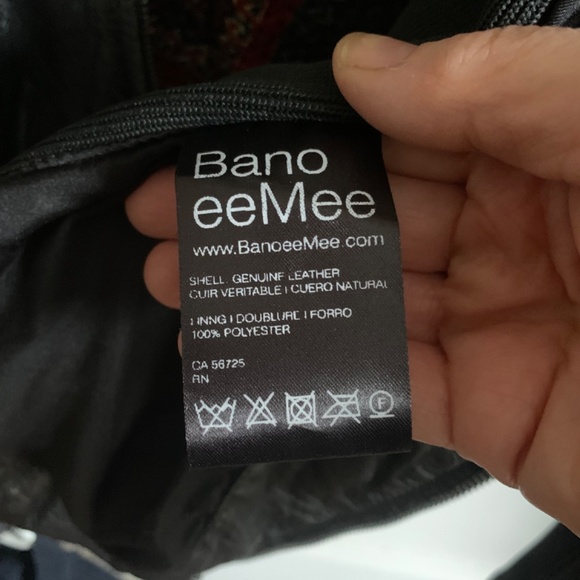 Bano
eeMee
www.BanoeeMee.com
SHELL GENUINE LEATHER
CUIR VERITABLE I CUERO NATURAL
LINNG I DOUBLURE I FORRO
100% POLYESTER
CA 56725
RN
F